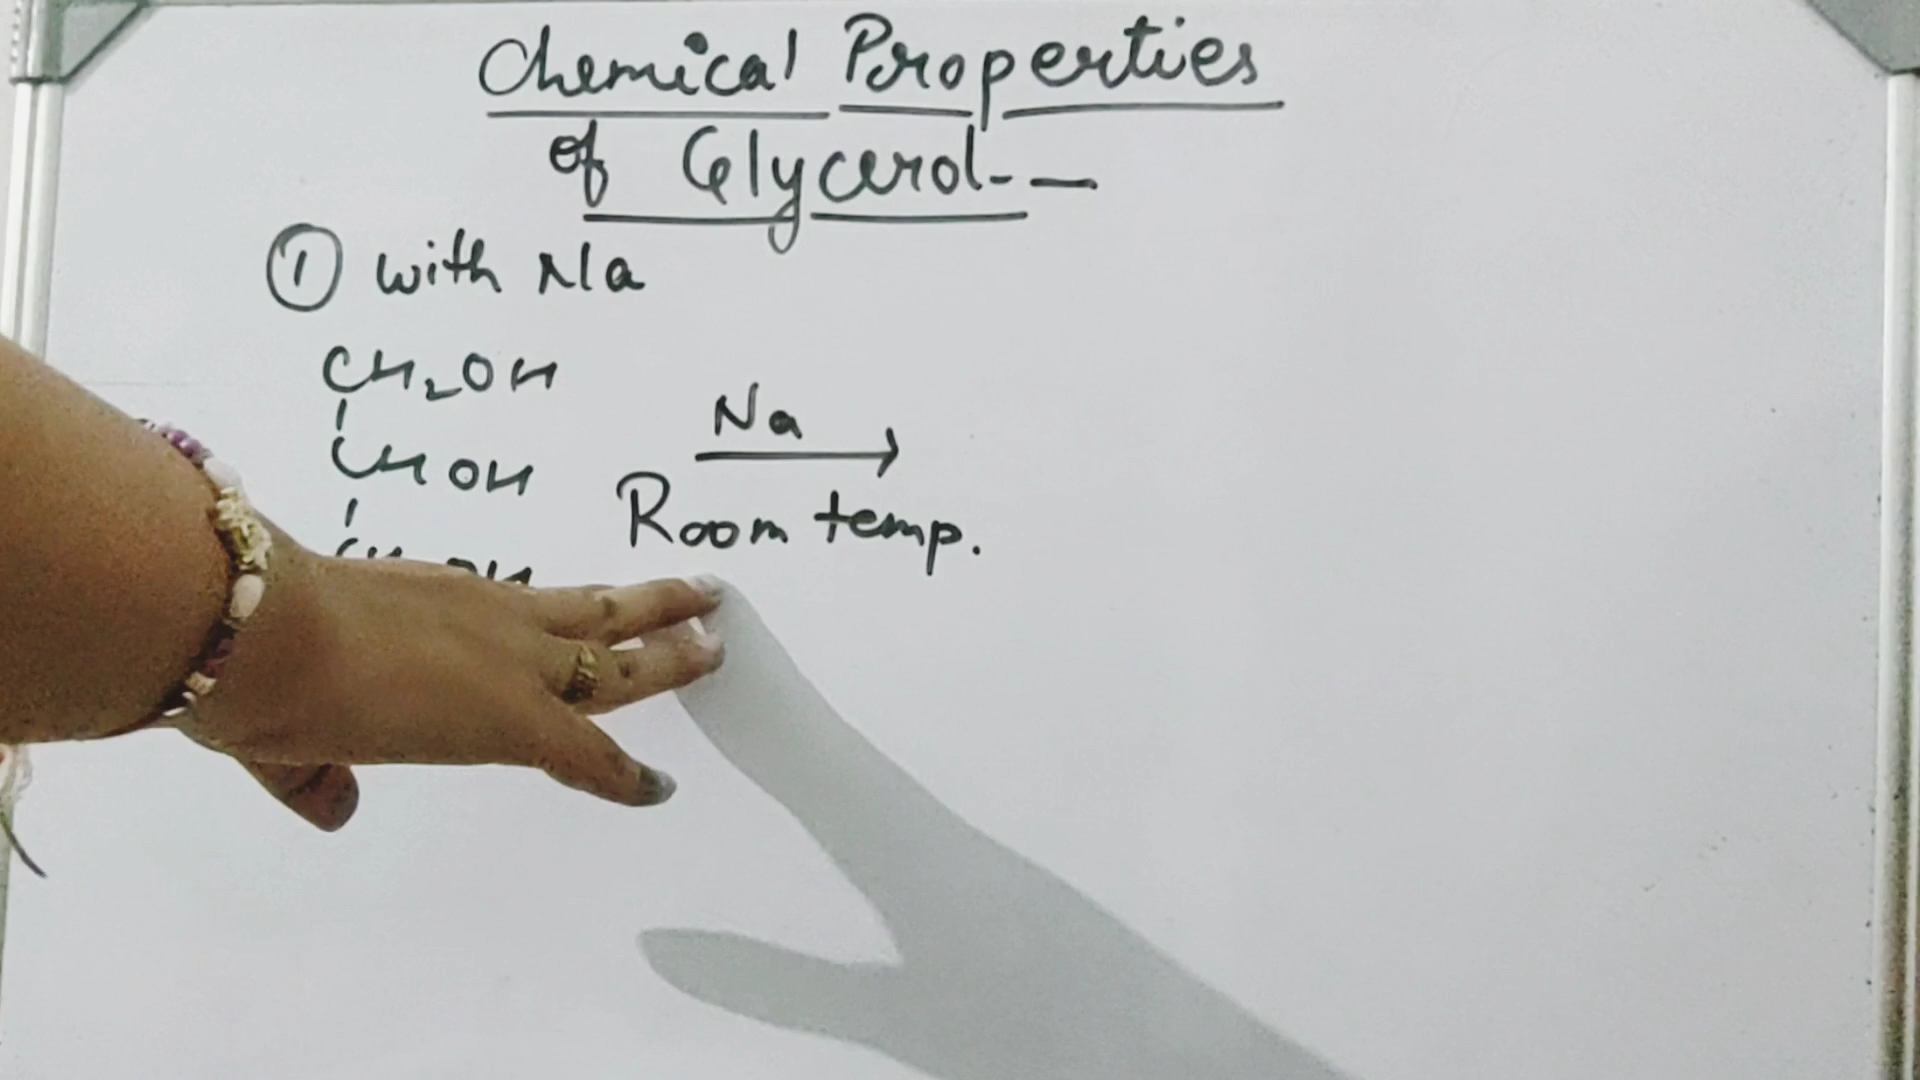 Chemical Properties
of Glycerol--
① with Na
CH₂OH
CHOH
Na
Room temp.